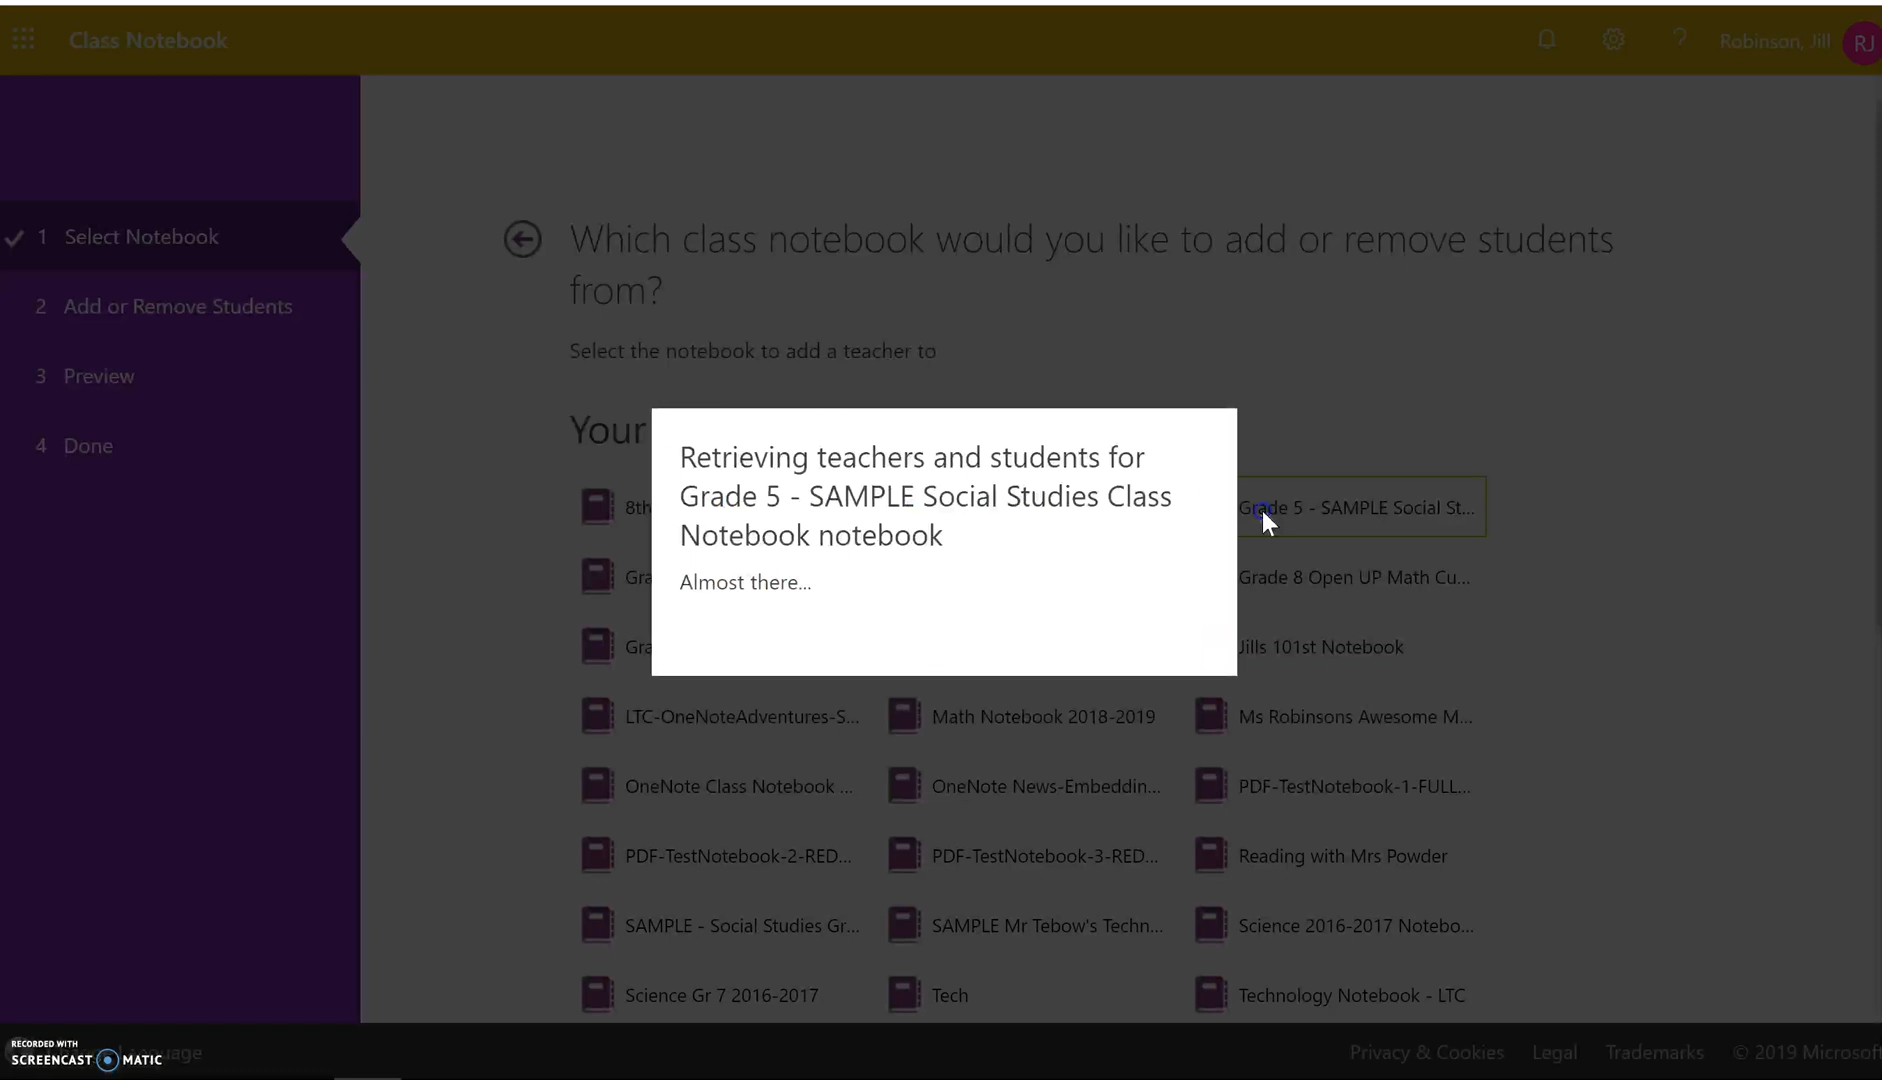 Class Notebook
Robinson, Jill
RJ
1 Select Notebook
2 Add or Remove Students
3 Preview
4 Done
Which class notebook would you like to add or remove students
from?
Select the notebook to add a teacher to
Your
Retrieving teachers and students for
Grade 5 - SAMPLE Social Studies Class
Notebook notebook
Almost there...
8th
Grade 5 - SAMPLE Social St...
Gra
Grade 8 Open UP Math Cu...
Gra
Jills 101st Notebook
LTC-OneNoteAdventures-S...
Math Notebook 2018-2019
Ms Robinsons Awesome M...
OneNote Class Notebook ...
OneNote News-Embeddin...
PDF-TestNotebook-1-FULL...
PDF-TestNotebook-2-RED...
PDF-TestNotebook-3-RED...
Reading with Mrs Powder
SAMPLE - Social Studies Gr...
SAMPLE Mr Tebow's Techn...
Science 2016-2017 Notebo...
Science Gr 7 2016-2017
Tech
Technology Notebook - LTC
RECORDED WITH
SCREENCAST MATIC
Privacy & Cookies
Legal
Trademarks
© 2019 Microsoft